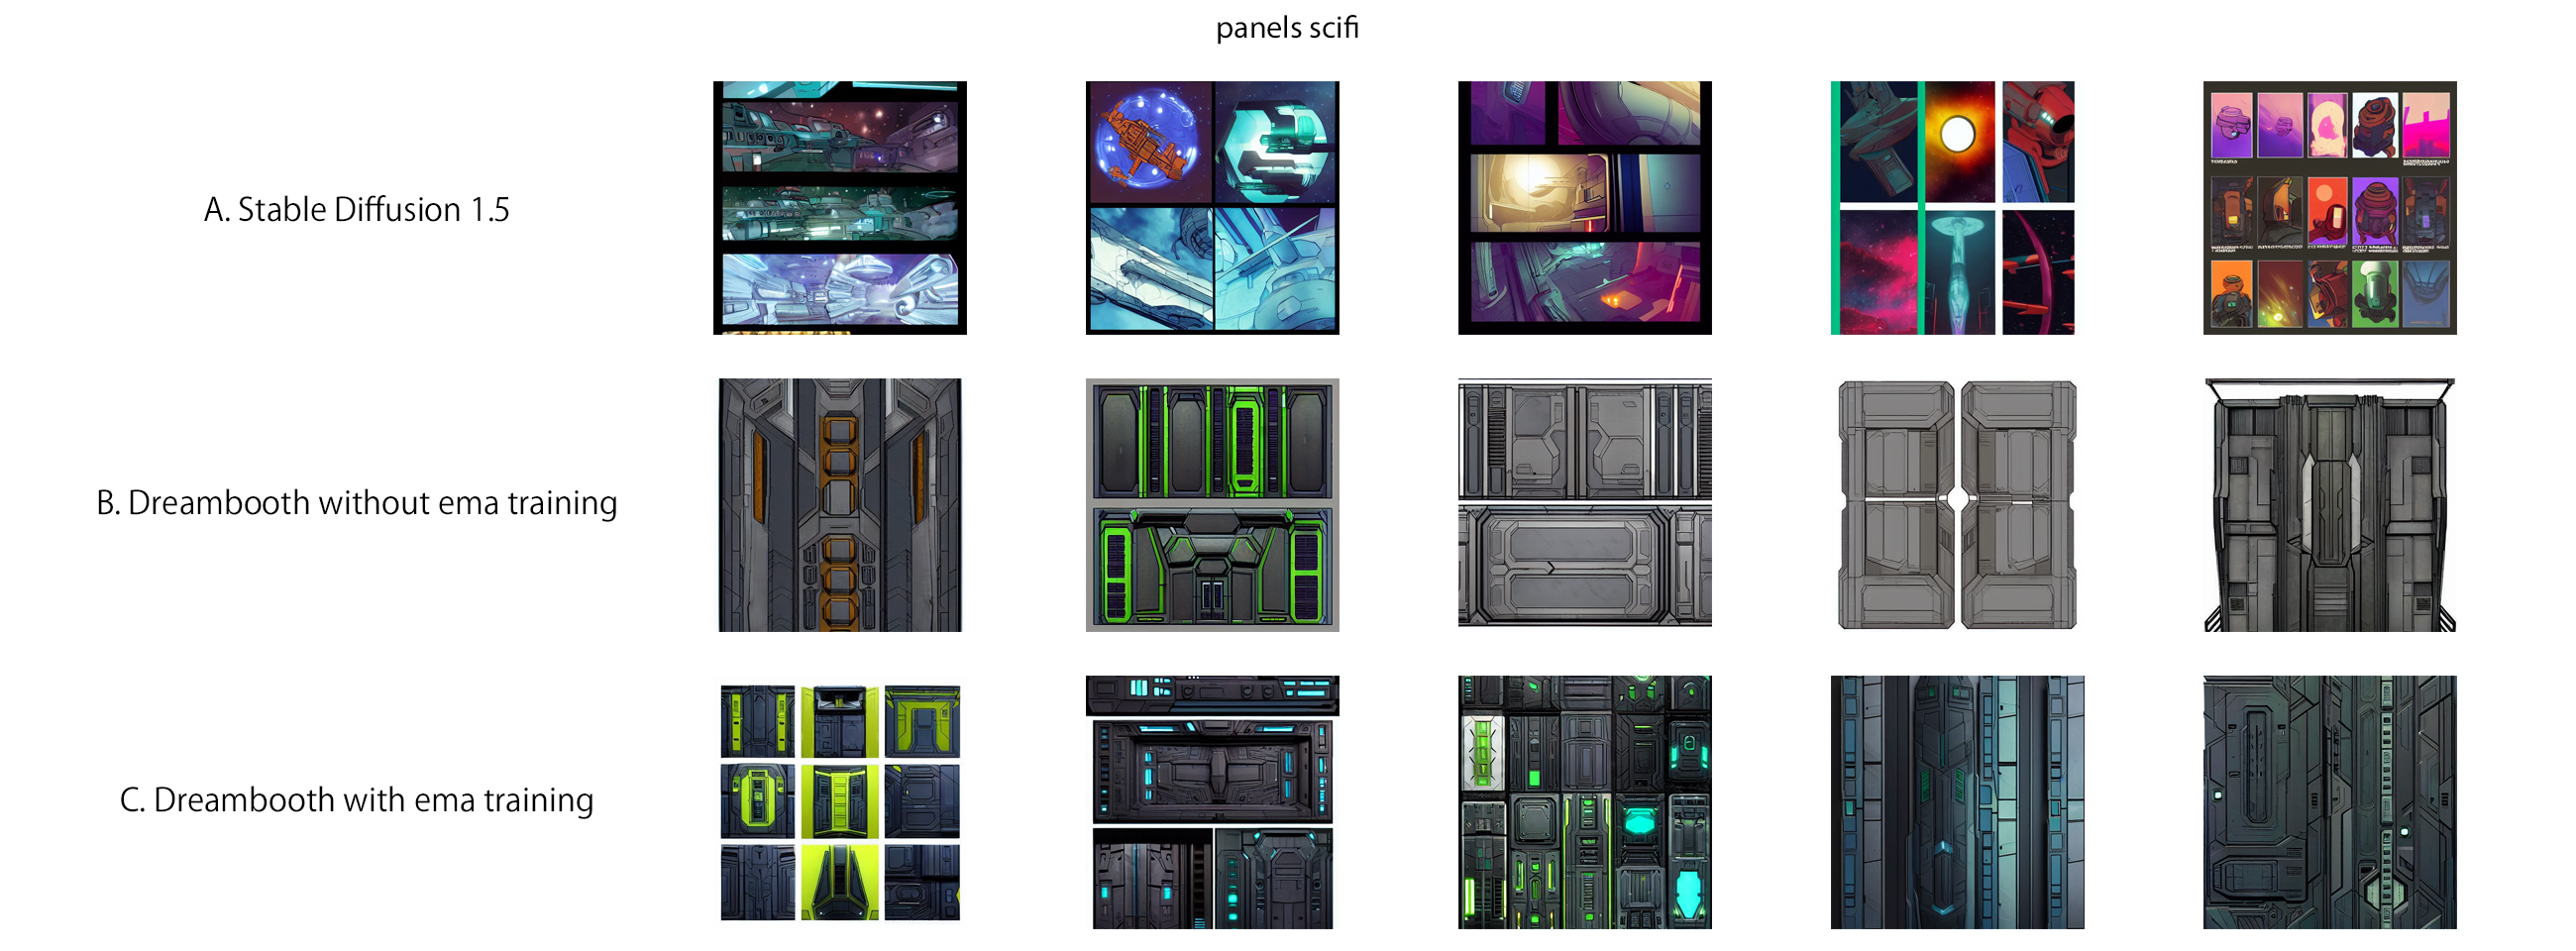 panels scifi
A. Stable Diffusion 1.5
B. Dreambooth without ema training
C. Dreambooth with ema training